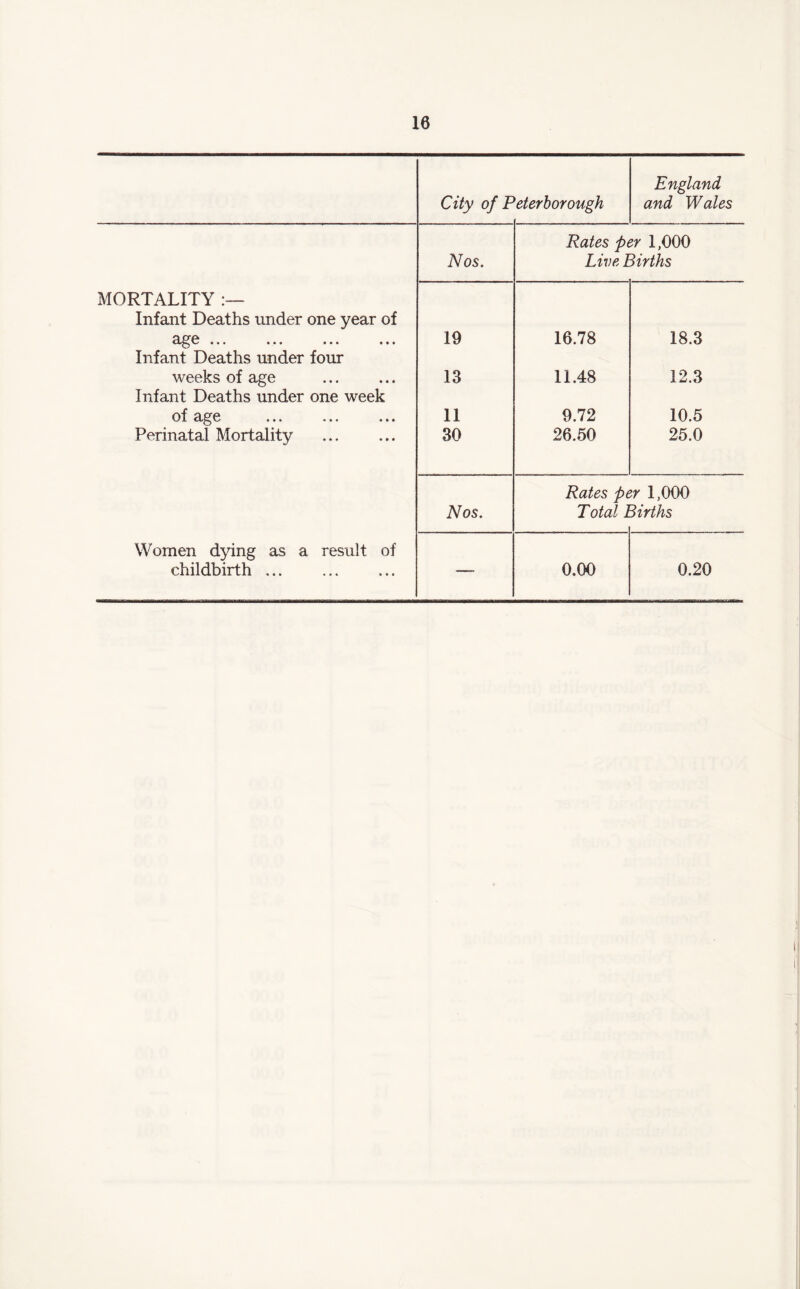 16
City of Peterborough
England and Wales
Nos.
Rates per 1,000 Live Births
MORTALITY :—
Infant Deaths under one year of
age ... ... ... ... 19 16.78 18.3
Infant Deaths under four
weeks of age ... ... 13 11.48 12.3
Infant Deaths under one week
of age ... ... ... 11 9.72 10.5
Perinatal Mortality ... ... 30 26.50 25.0
Nos.
Rates per 1,000 Total Births
Women dying as a result of
childbirth ... ... ... — 0.00 0.20